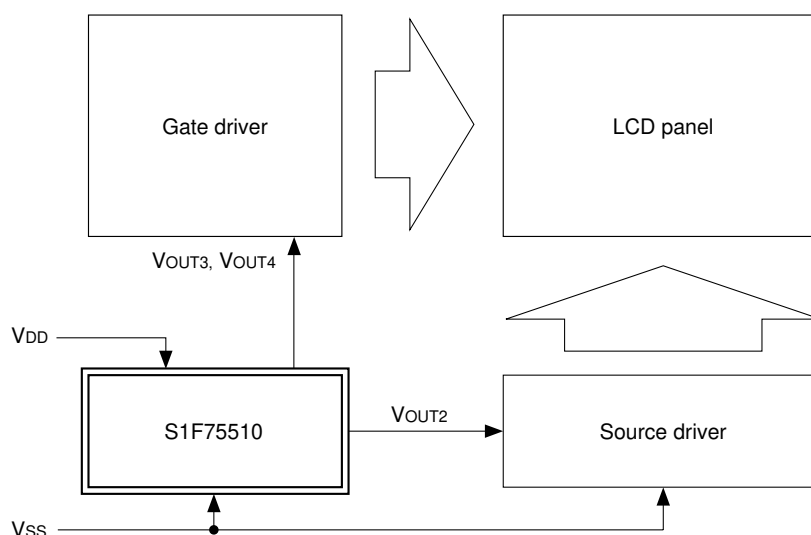 Gate driver
LCD panel
VOUT3, VOUT4
VDD
S1F75510
VOUT2
Source driver
VSS